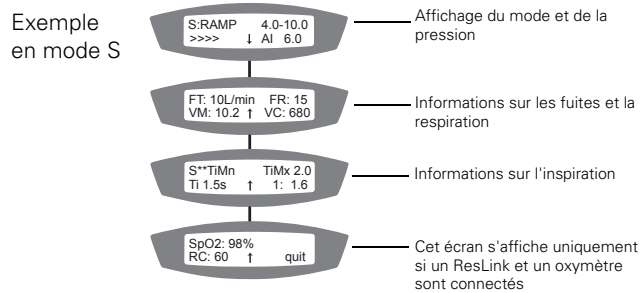 Exemple
en mode S
S:RAMP 4.0-10.0
>>>> ↓ AI 6.0
Affichage du mode et de la
pression
FT: 10L/min FR: 15
VM: 10.2 ↑ VC: 680
Informations sur les fuites et la
respiration
S**TiMn TiMx 2.0
Ti 1.5s ↑ 1: 1.6
Informations sur l'inspiration
SpO2: 98%
RC: 60 ↑ quit
Cet écran s'affiche uniquement
si un ResLink et un oxymètre
sont connectés